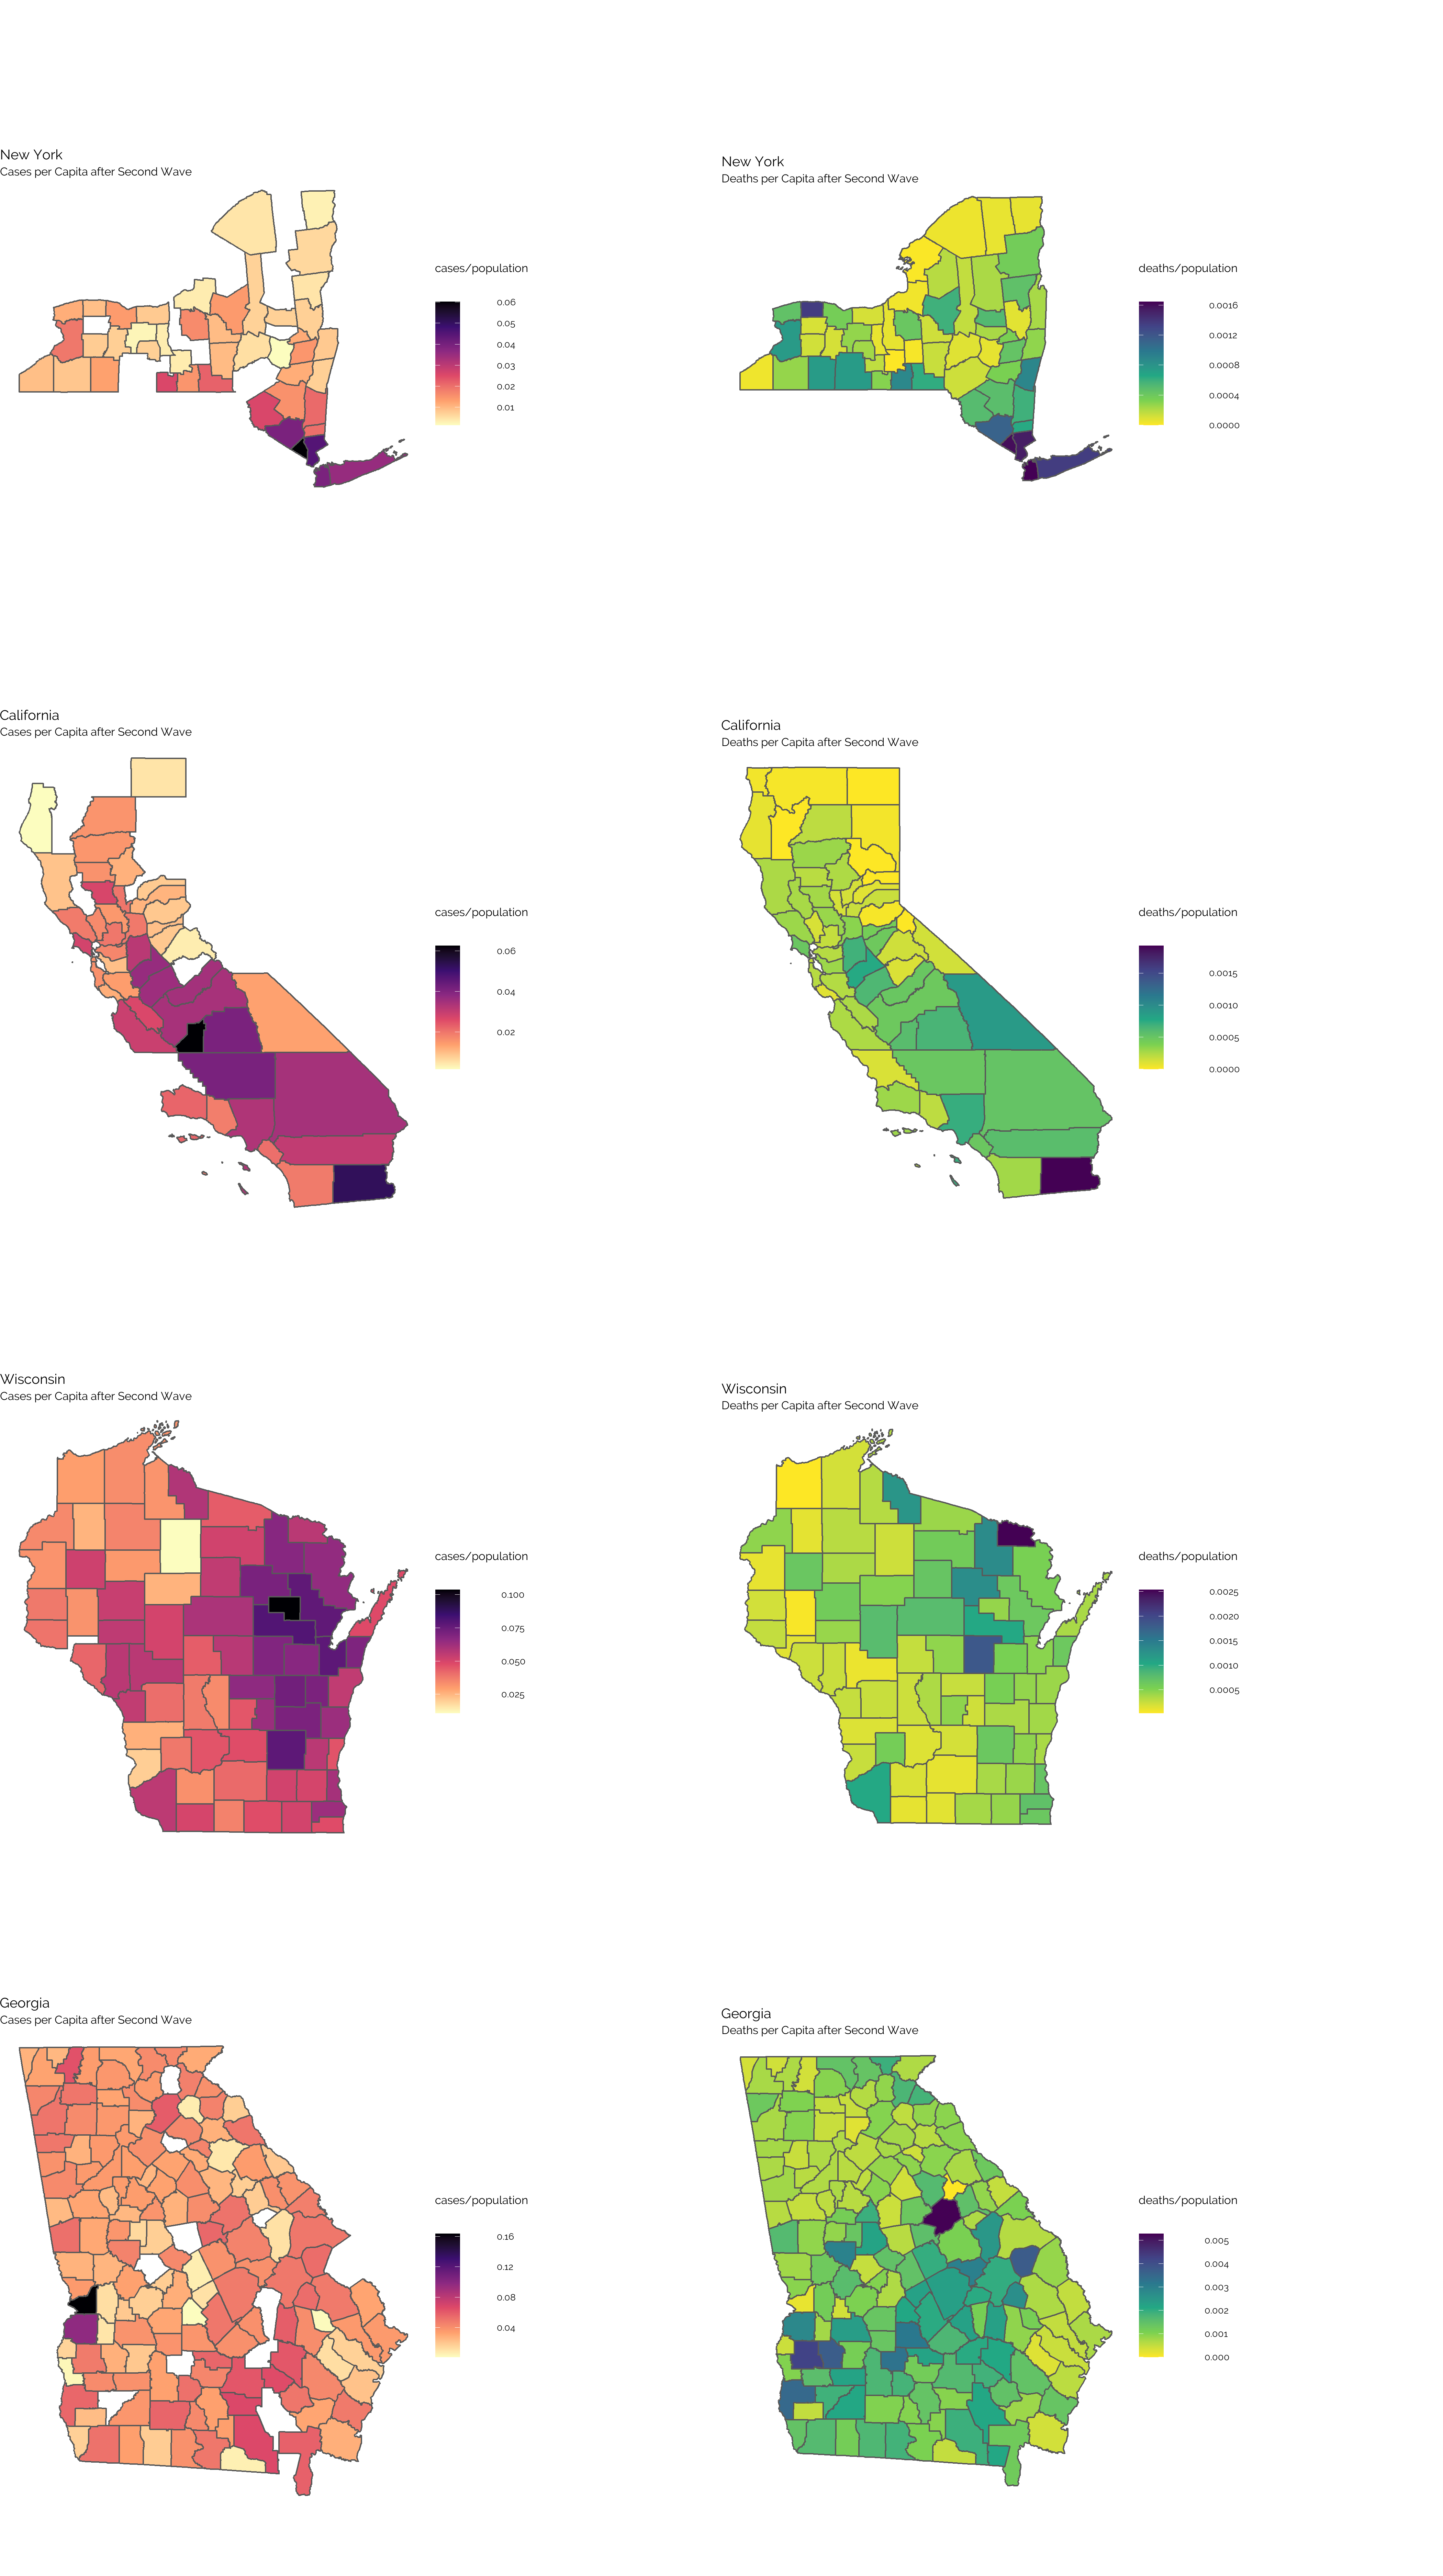 New York
Cases per Capita after Second Wave
cases/population
0.06
0.05
0.04
0.03
0.02
0.01
New York
Deaths per Capita after Second Wave
deaths/population
0.0016
0.0012
0.0008
0.0004
0.0000
California
Cases per Capita after Second Wave
cases/population
0.06
0.04
0.02
California
Deaths per Capita after Second Wave
deaths/population
0.0015
0.0010
0.0005
0.0000
Wisconsin
Cases per Capita after Second Wave
cases/population
0.100
0.075
0.050
0.025
Wisconsin
Deaths per Capita after Second Wave
deaths/population
0.0025
0.0020
0.0015
0.0010
0.0005
Georgia
Cases per Capita after Second Wave
cases/population
0.16
0.12
0.08
0.04
Georgia
Deaths per Capita after Second Wave
deaths/population
0.005
0.004
0.003
0.002
0.001
0.000